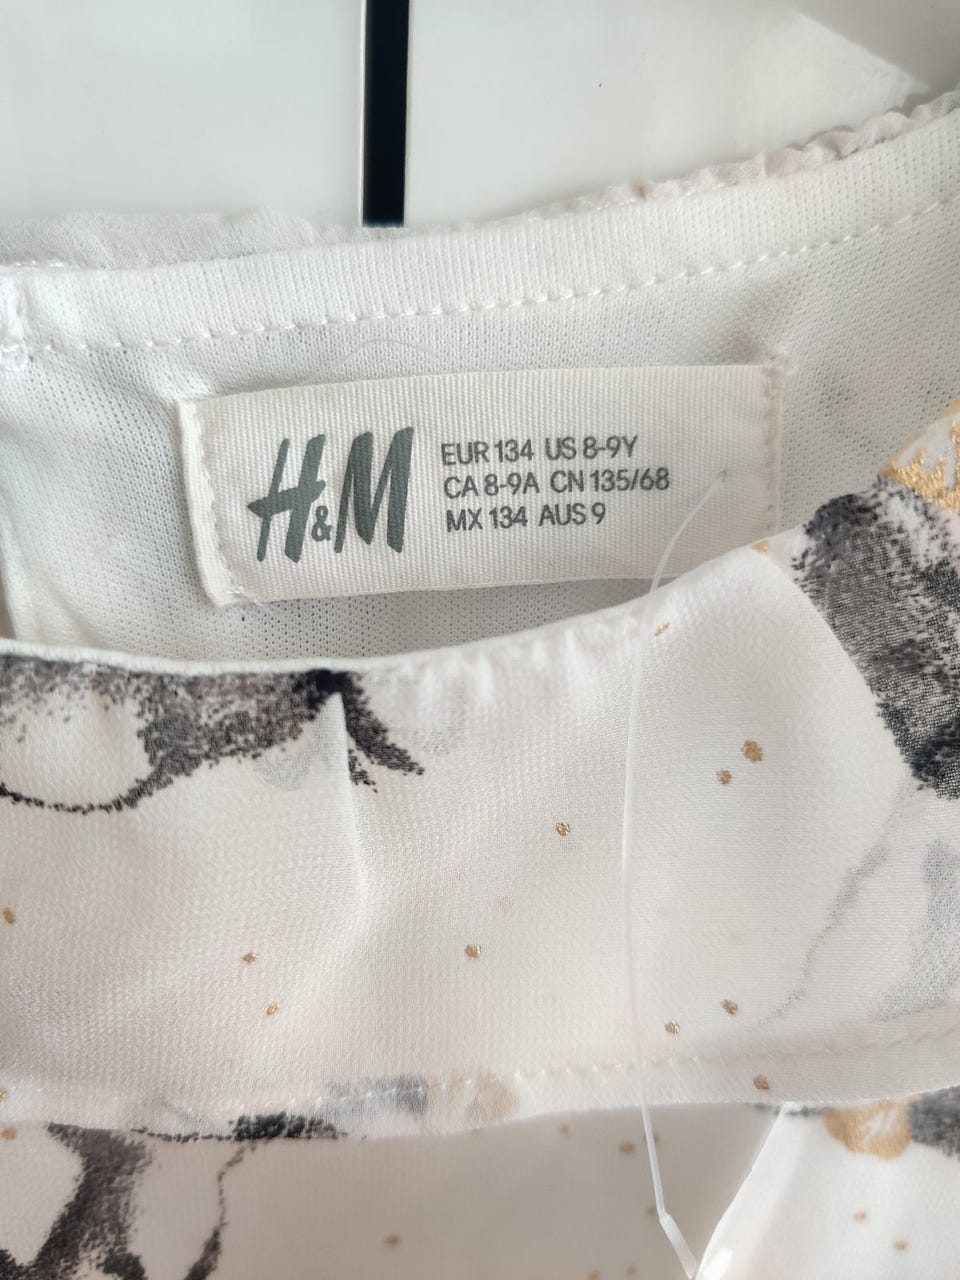 H&M
EUR 134 US 8-9Y
CA 8-9A CN 135/68
MX 134 AUS 9